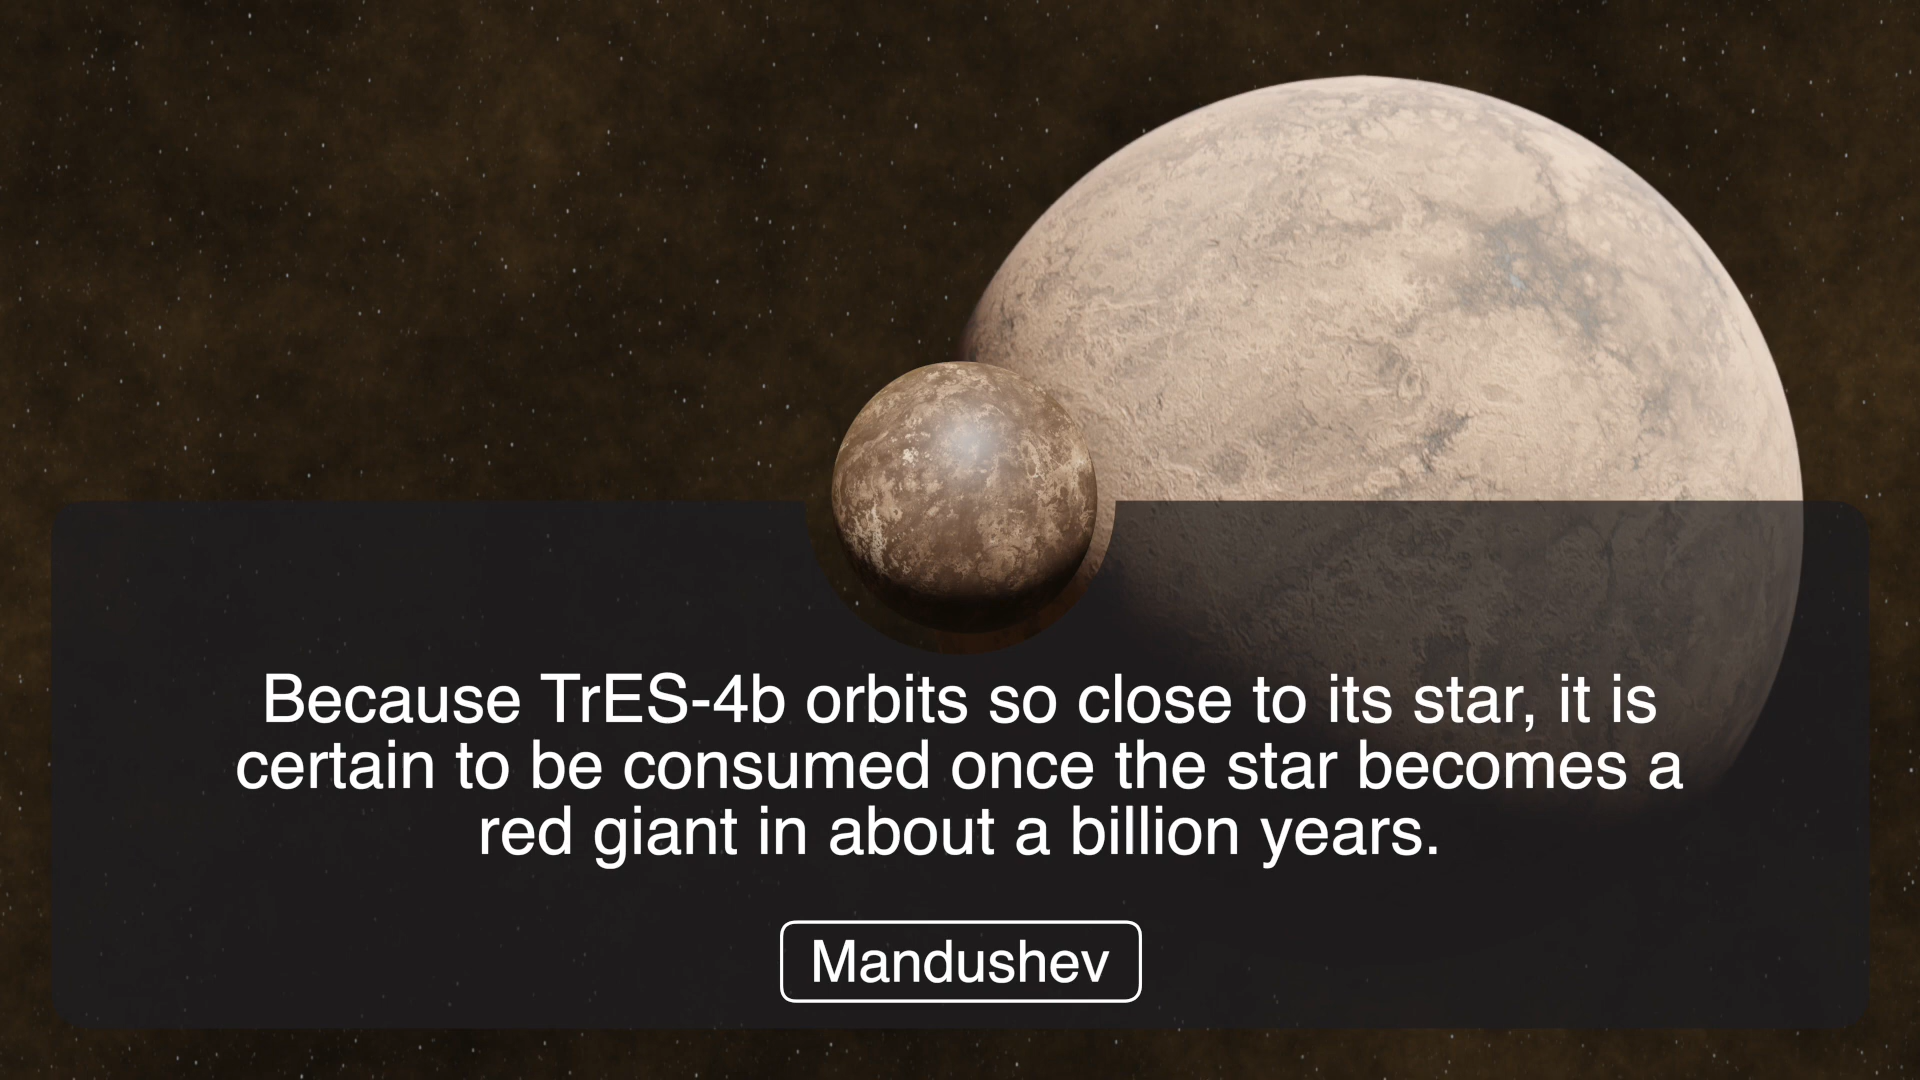 Because TrES-4b orbits so close to its star, it is
certain to be consumed once the star becomes a
red giant in about a billion years.
Mandushev